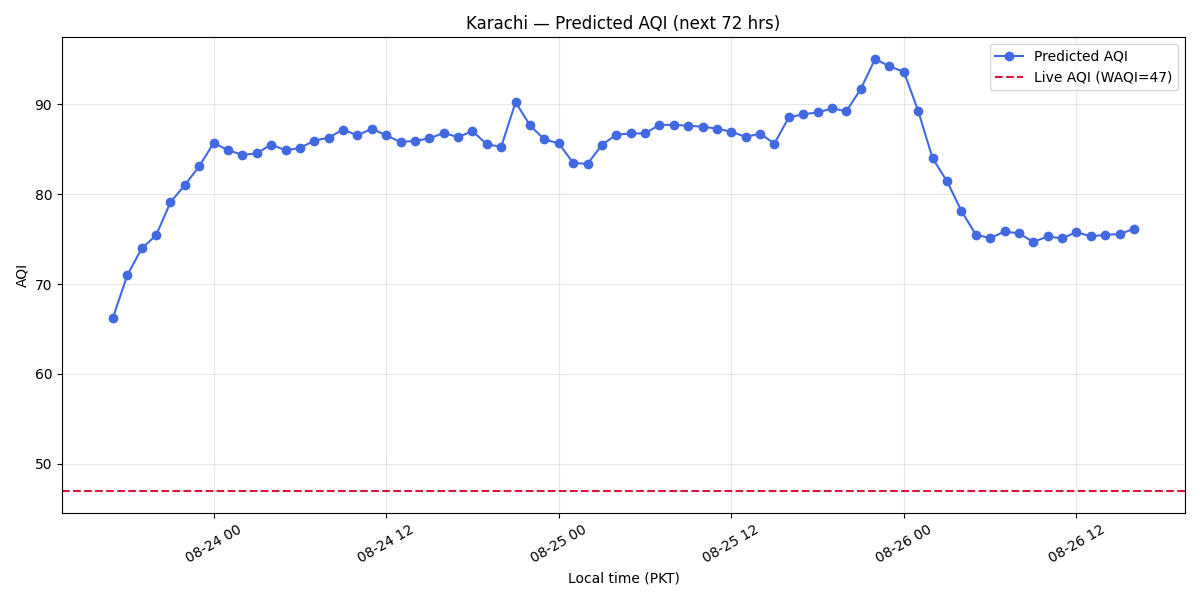 Karachi — Predicted AQI (next 72 hrs)
Predicted AQI
Live AQI (WAQI=47)
AQI
90
80
70
60
50
08-24 00
08-24 12
08-25 00
08-25 12
08-26 00
08-26 12
Local time (PKT)